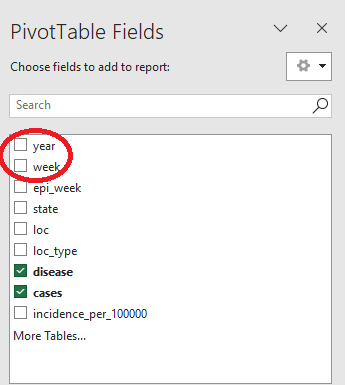 PivotTable Fields
Choose fields to add to report:
Search
year
week
epi_week
state
loc
loc_type
disease
cases
incidence_per_100000
More Tables...